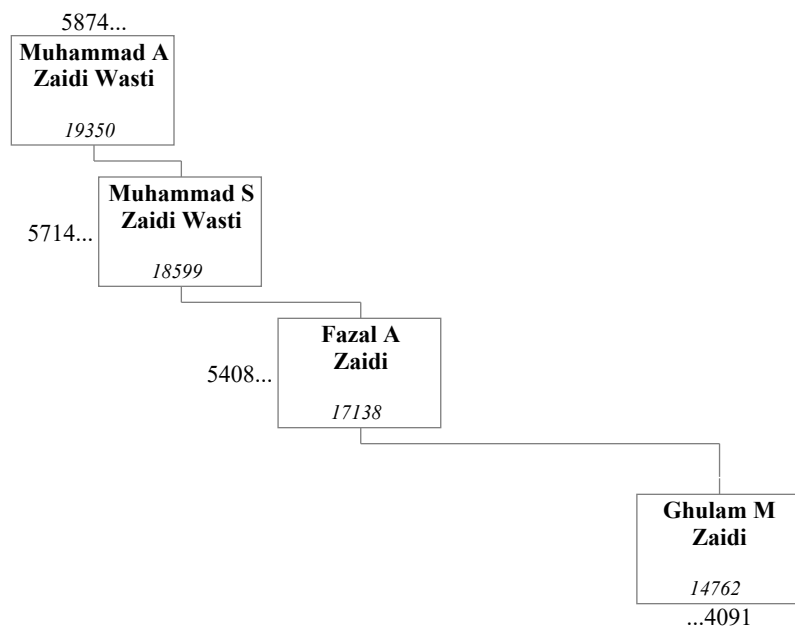 5874...
Muhammad A
Zaidi Wasti
19350
Muhammad S
Zaidi Wasti
5714...
18599
Fazal A
Zaidi
5408...
17138
Ghulam M
Zaidi
14762
...4091